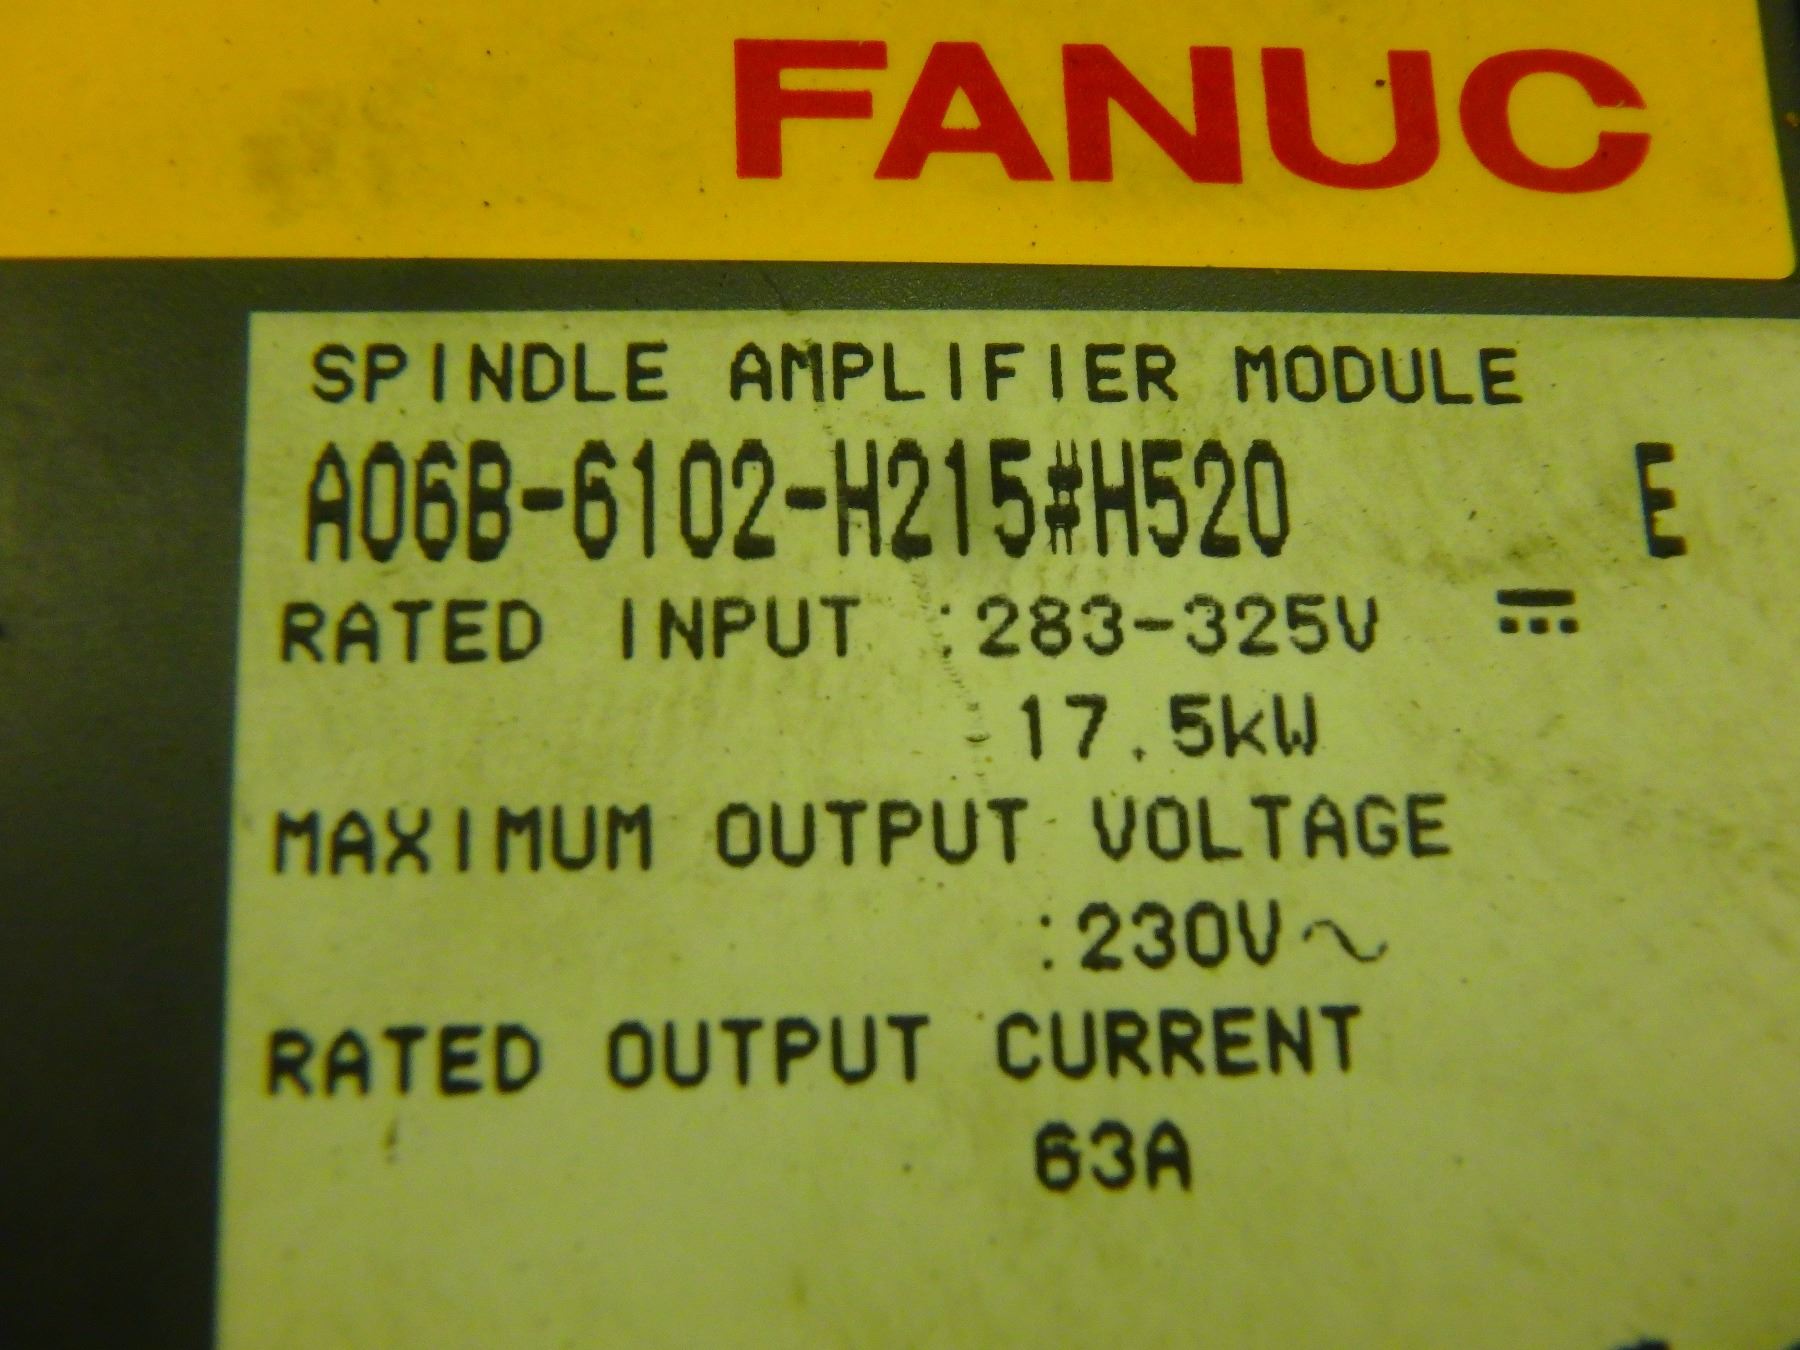 FANUC
SPINDLE AMPLIFIER MODULE
A06B-6102-H215#H520 E
RATED INPUT :283-325V ⎓
17.5kW
MAXIMUM OUTPUT VOLTAGE
:230V~
RATED OUTPUT CURRENT
63A